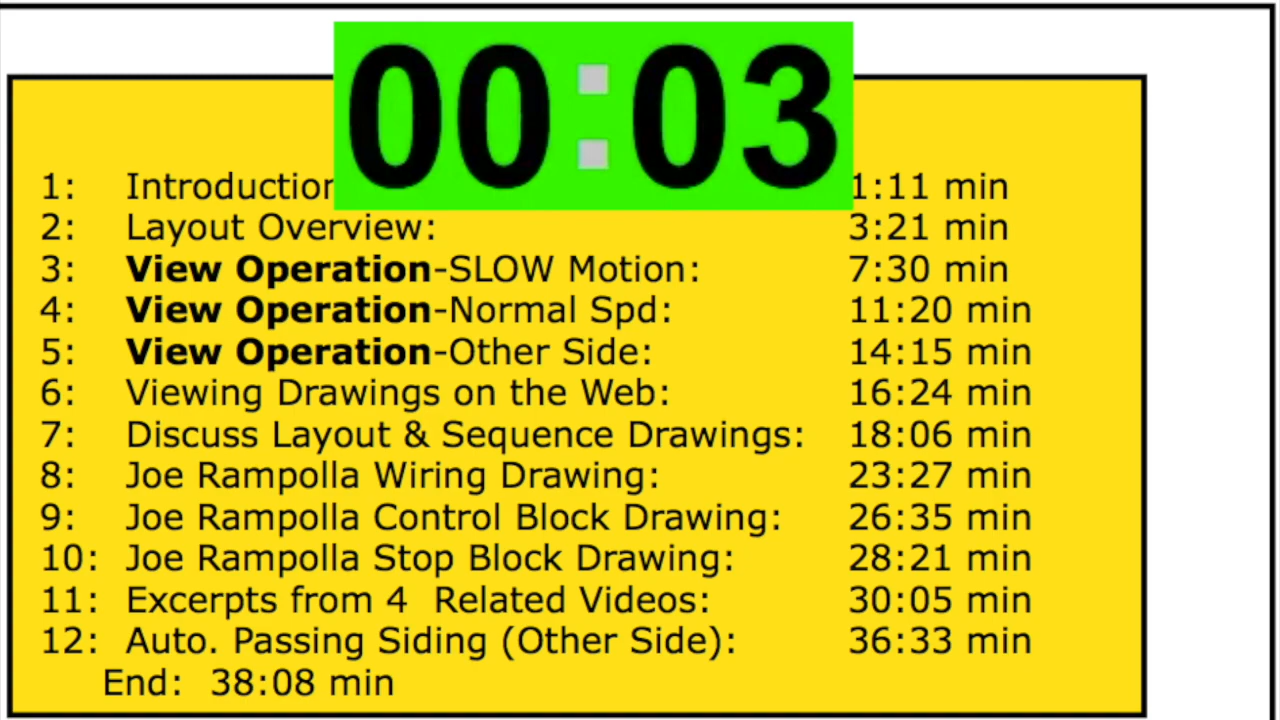 00:03
1: Introduction 1:11 min
2: Layout Overview: 3:21 min
3: View Operation-SLOW Motion: 7:30 min
4: View Operation-Normal Spd: 11:20 min
5: View Operation-Other Side: 14:15 min
6: Viewing Drawings on the Web: 16:24 min
7: Discuss Layout & Sequence Drawings: 18:06 min
8: Joe Rampolla Wiring Drawing: 23:27 min
9: Joe Rampolla Control Block Drawing: 26:35 min
10: Joe Rampolla Stop Block Drawing: 28:21 min
11: Excerpts from 4 Related Videos: 30:05 min
12: Auto. Passing Siding (Other Side): 36:33 min
End: 38:08 min